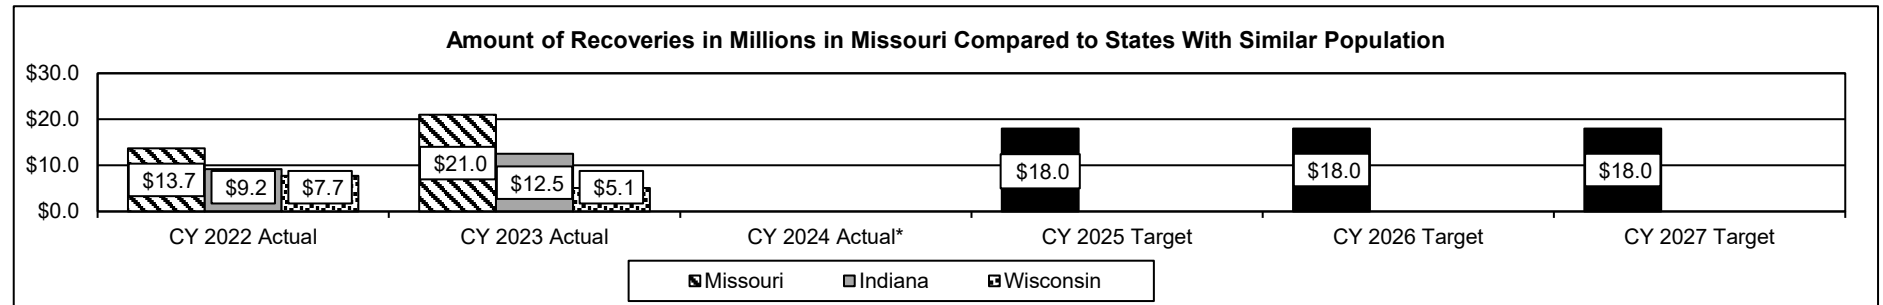 Amount of Recoveries in Millions in Missouri Compared to States With Similar Population
$30.0
$20.0
$10.0
$0.0
$13.7 $9.2 $7.7
$21.0 $12.5 $5.1
$18.0
$18.0
$18.0
CY 2022 Actual CY 2023 Actual CY 2024 Actual* CY 2025 Target CY 2026 Target CY 2027 Target
Missouri Indiana Wisconsin